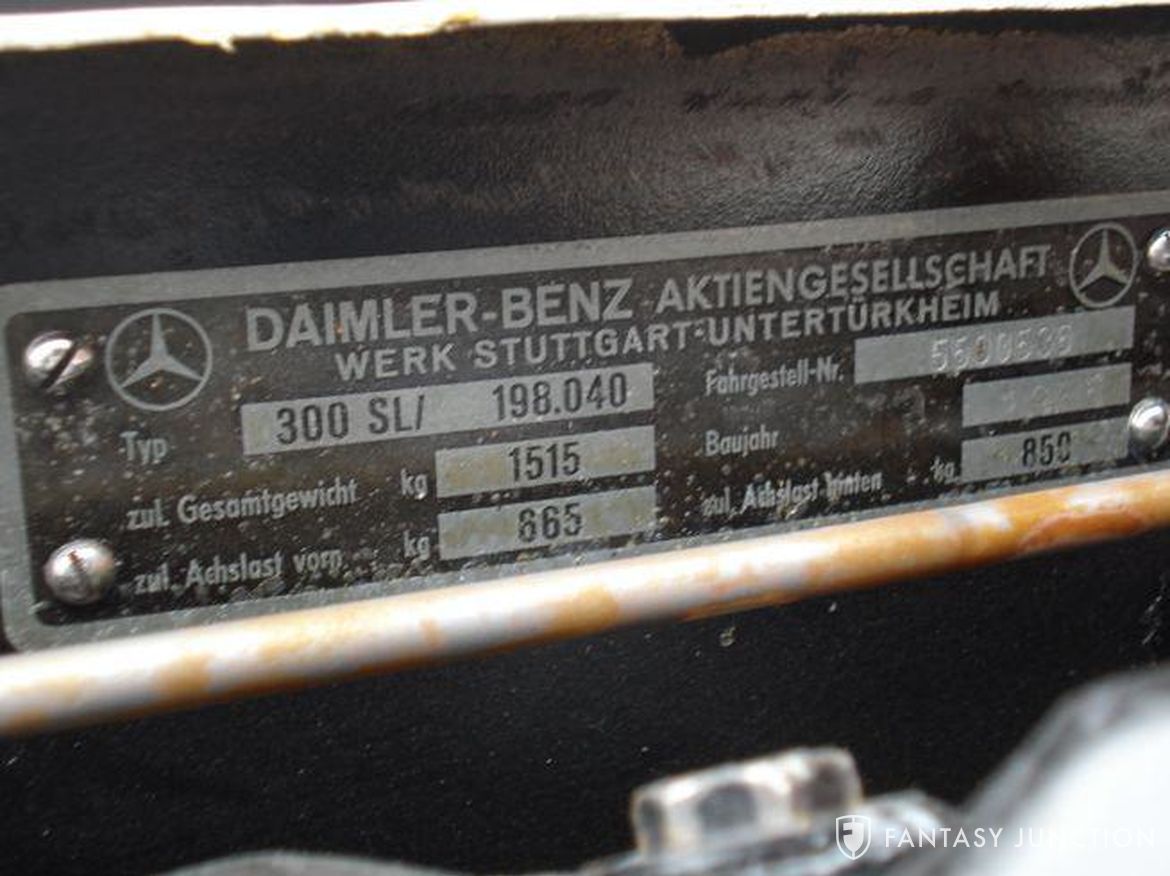 DAIMLER-BENZ AKTIENGESELLSCHAFT
WERK STUTTGART-UNTERTÜRKHEIM
Typ 300 SL/ 198.040
Fahrgestell-Nr.
zul. Gesamtgewicht kg 1515
Baujahr
zul. Achslast vorn kg 865
zul. Achslast hinten kg 850
FANTASY JUNCTION